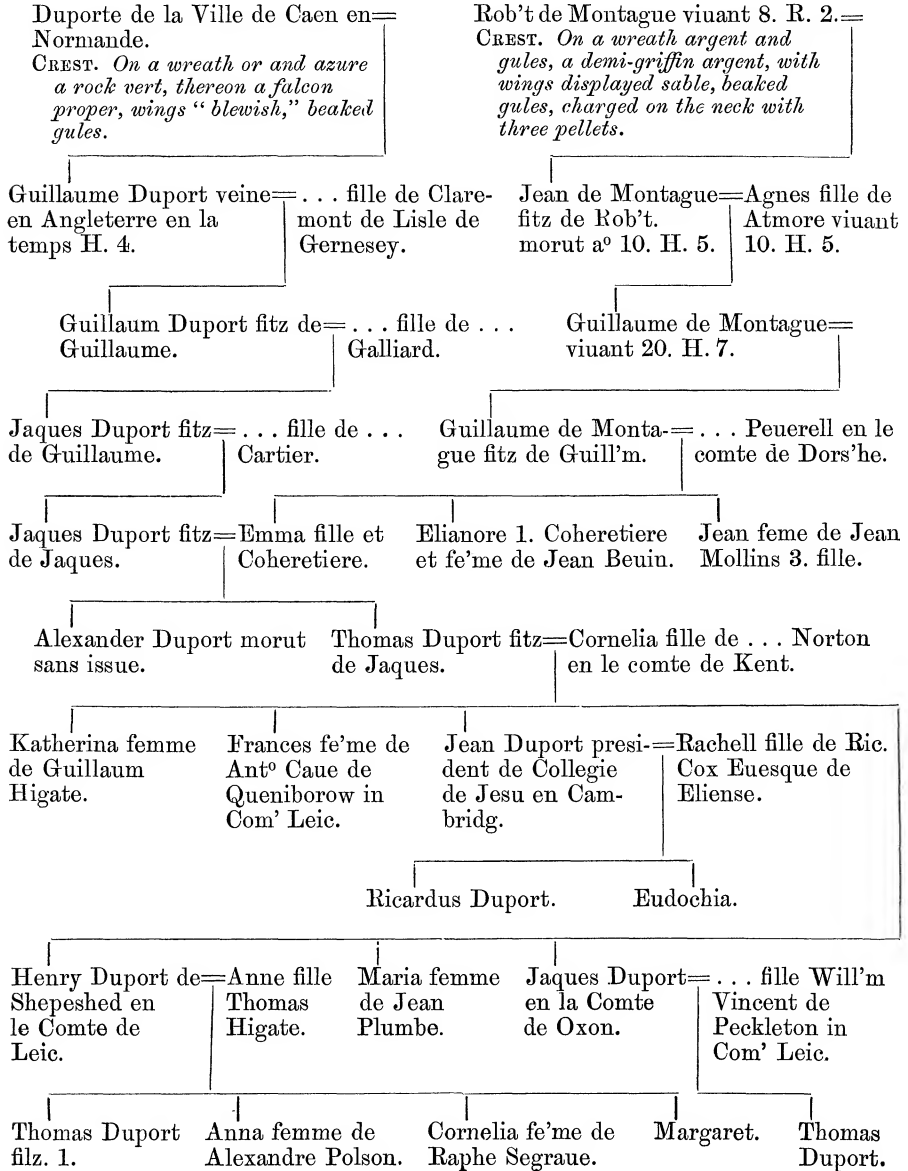 Duporte de la Ville de Caen en=
Normande.
CREST. On a wreath or and azure
a rock vert, thereon a falcon
proper, wings “ blewish,” beaked
gules.
Rob't de Montague viuant 8. R. 2.=
CREST. On a wreath argent and
gules, a demi-griffin argent, with
wings displayed sable, beaked
gules, charged on the neck with
three pellets.
Guillaume Duport veine=
en Angleterre en la
temps H. 4.
. . . fille de Clare-
mont de Lisle de
Gernesey.
Jean de Montague=
fitz de Rob't.
morut aº 10. H. 5.
Agnes fille de
Atmore viuant
10. H. 5.
Guillaum Duport fitz de=
Guillaume.
. . . fille de . . .
Galliard.
Guillaume de Montague=
viuant 20. H. 7.
Jaques Duport fitz=
de Guillaume.
. . . fille de . . .
Cartier.
Guillaume de Monta-=
gue fitz de Guill'm.
. . . Peuerell en le
comte de Dors'he.
Jaques Duport fitz=
de Jaques.
Emma fille et
Coheretiere.
Elianore 1. Coheretiere
et fe'me de Jean Beuin.
Jean feme de Jean
Mollins 3. fille.
Alexander Duport morut
sans issue.
Thomas Duport fitz=
de Jaques.
Cornelia fille de . . . Norton
en le comte de Kent.
Katherina femme
de Guillaum
Higate.
Frances fe'me de
Antº Caue de
Queniborow in
Com' Leic.
Jean Duport presi-=
dent de Collegie
de Jesu en Cam-
bridg.
Rachell fille de Ric.
Cox Euesque de
Eliense.
Ricardus Duport.
Eudochia.
Henry Duport de=
Shepeshed en
le Comte de
Leic.
Anne fille
Thomas
Higate.
Maria femme
de Jean
Plumbe.
Jaques Duport=
en la Comte
de Oxon.
. . . fille Will'm
Vincent de
Peckleton in
Com' Leic.
Thomas Duport
filz. 1.
Anna femme de
Alexandre Polson.
Cornelia fe'me de
Raphe Segraue.
Margaret.
Thomas
Duport.